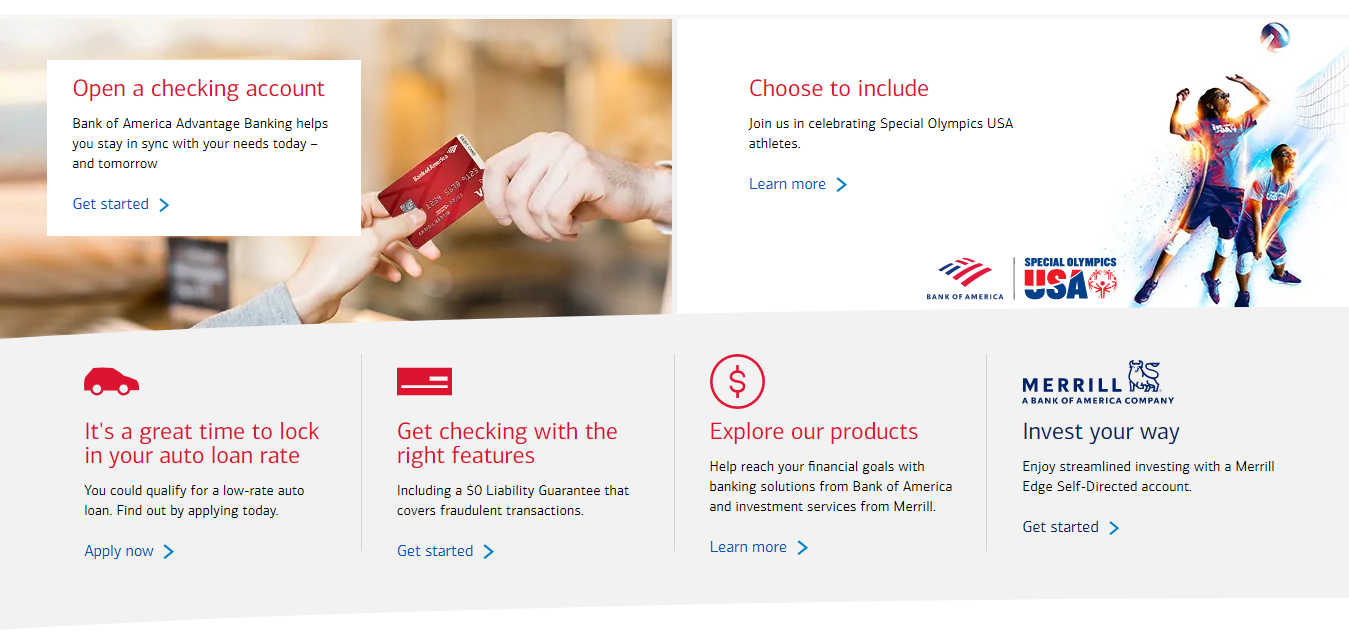 Open a checking account
Bank of America Advantage Banking helps
you stay in sync with your needs today –
and tomorrow
Get started
Bank of America
Choose to include
Join us in celebrating Special Olympics USA
athletes.
Learn more
BANK OF AMERICA
SPECIAL OLYMPICS
USA
It's a great time to lock
in your auto loan rate
You could qualify for a low-rate auto
loan. Find out by applying today.
Apply now
Get checking with the
right features
Including a $0 Liability Guarantee that
covers fraudulent transactions.
Get started
$
Explore our products
Help reach your financial goals with
banking solutions from Bank of America
and investment services from Merrill.
Learn more
MERRILL
A BANK OF AMERICA COMPANY
Invest your way
Enjoy streamlined investing with a Merrill
Edge Self-Directed account.
Get started